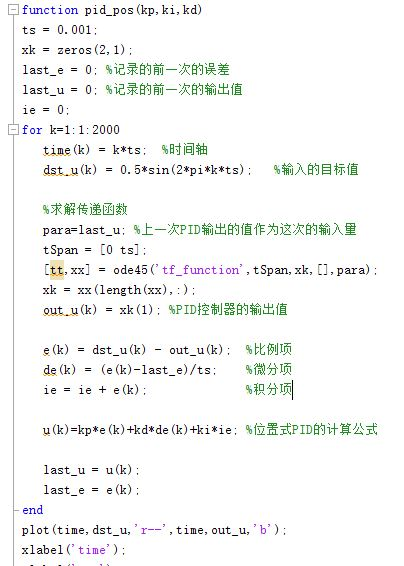 function pid_pos(kp,ki,kd)
ts = 0.001;
xk = zeros(2,1);
last_e = 0; %记录的前一次的误差
last_u = 0; %记录的前一次的输出值
ie = 0;
for k=1:1:2000
time(k) = k*ts; %时间轴
dst_u(k) = 0.5*sin(2*pi*k*ts); %输入的目标值
%求解传递函数
para=last_u; %上一次PID输出的值作为这次的输入量
tSpan = [0 ts];
[tt,xx] = ode45('tf_function',tSpan,xk,[],para);
xk = xx(length(xx),:);
out_u(k) = xk(1); %PID控制器的输出值
e(k) = dst_u(k) - out_u(k); %比例项
de(k) = (e(k)-last_e)/ts; %微分项
ie = ie + e(k); %积分项
u(k)=kp*e(k)+kd*de(k)+ki*ie; %位置式PID的计算公式
last_u = u(k);
last_e = e(k);
end
plot(time,dst_u,'r--',time,out_u,'b');
xlabel('time');